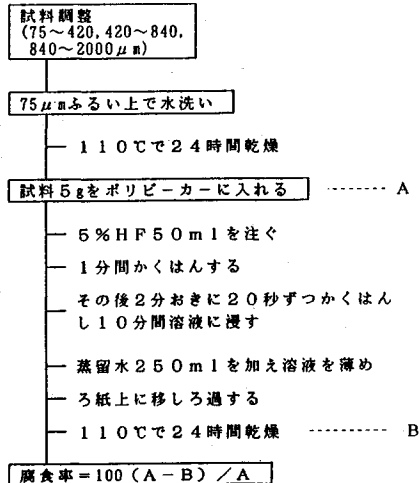 試料調整
(75～420,420～840,
840～2000μm)
75μmふるい上で水洗い
110℃で24時間乾燥
試料5gをポリビーカーに入れる -------- A
5%HF50mlを注ぐ
1分間かくはんする
その後2分おきに20秒ずつかくはん
し10分間溶液に浸す
蒸留水250mlを加え溶液を薄め
ろ紙上に移しろ過する
110℃で24時間乾燥 --------- B
腐食率=100(A-B)/A